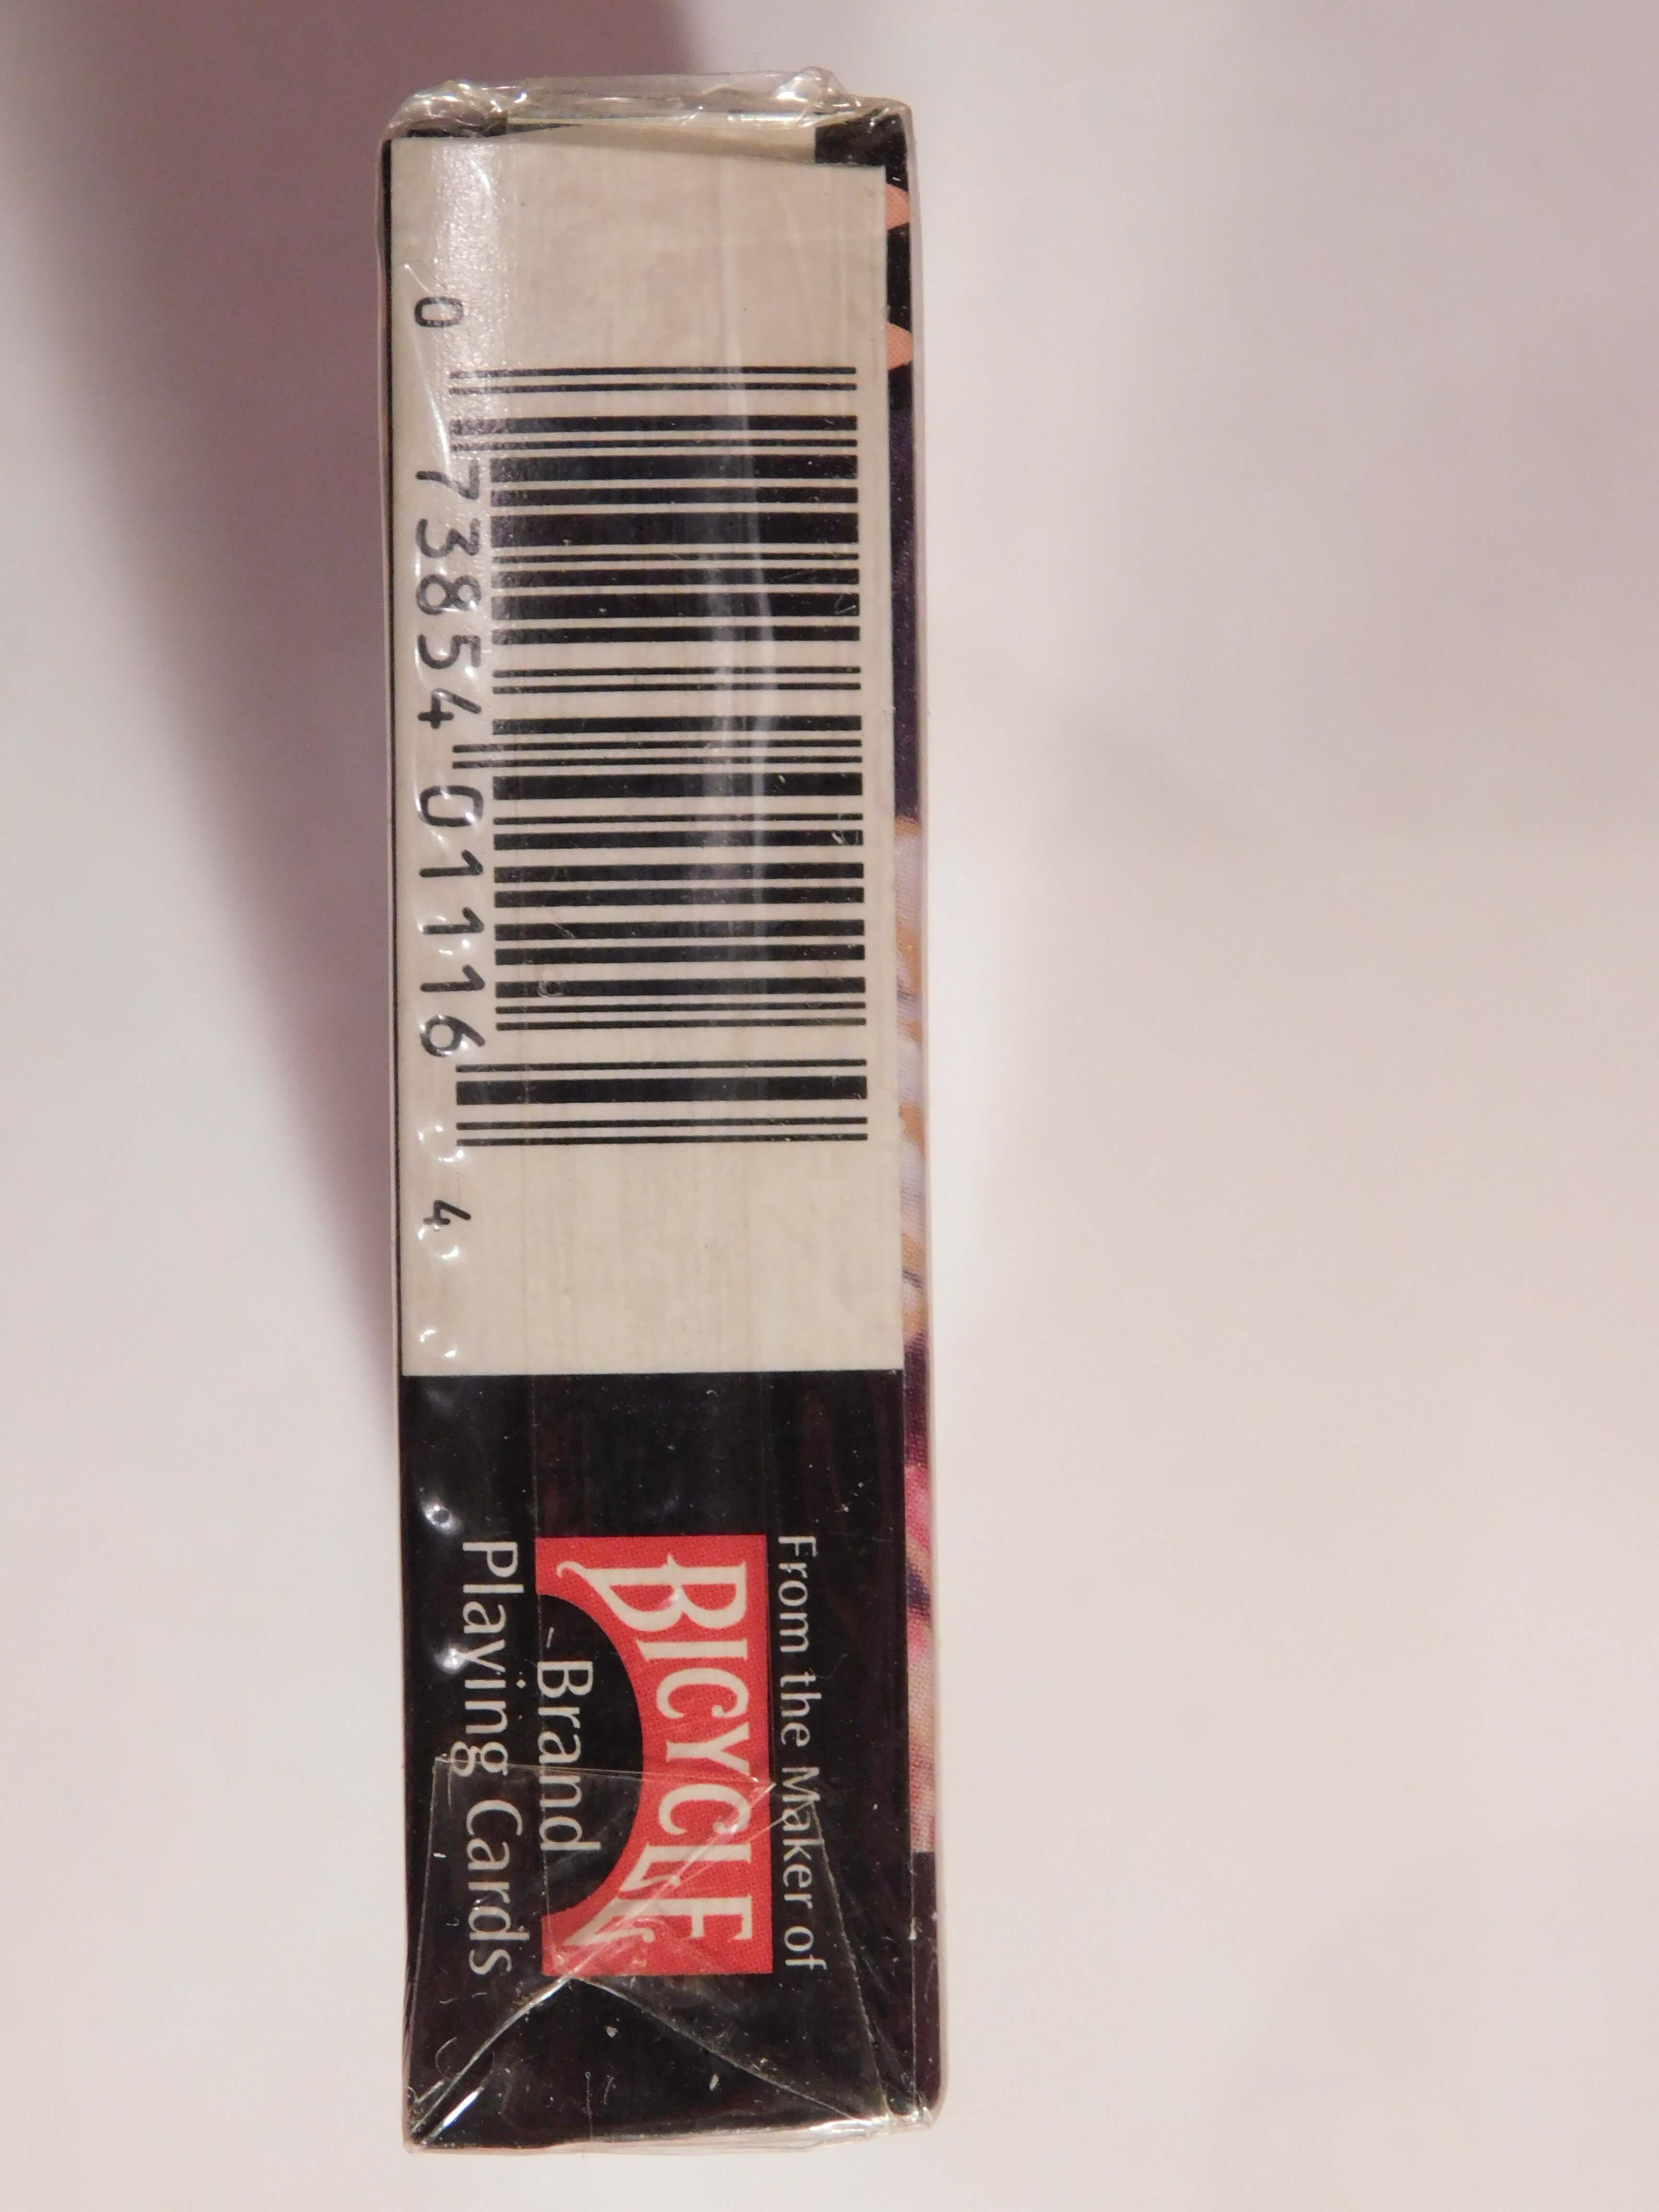 0 73854 01116 4
From the Maker of
BICYCLE
Brand
Playing Cards